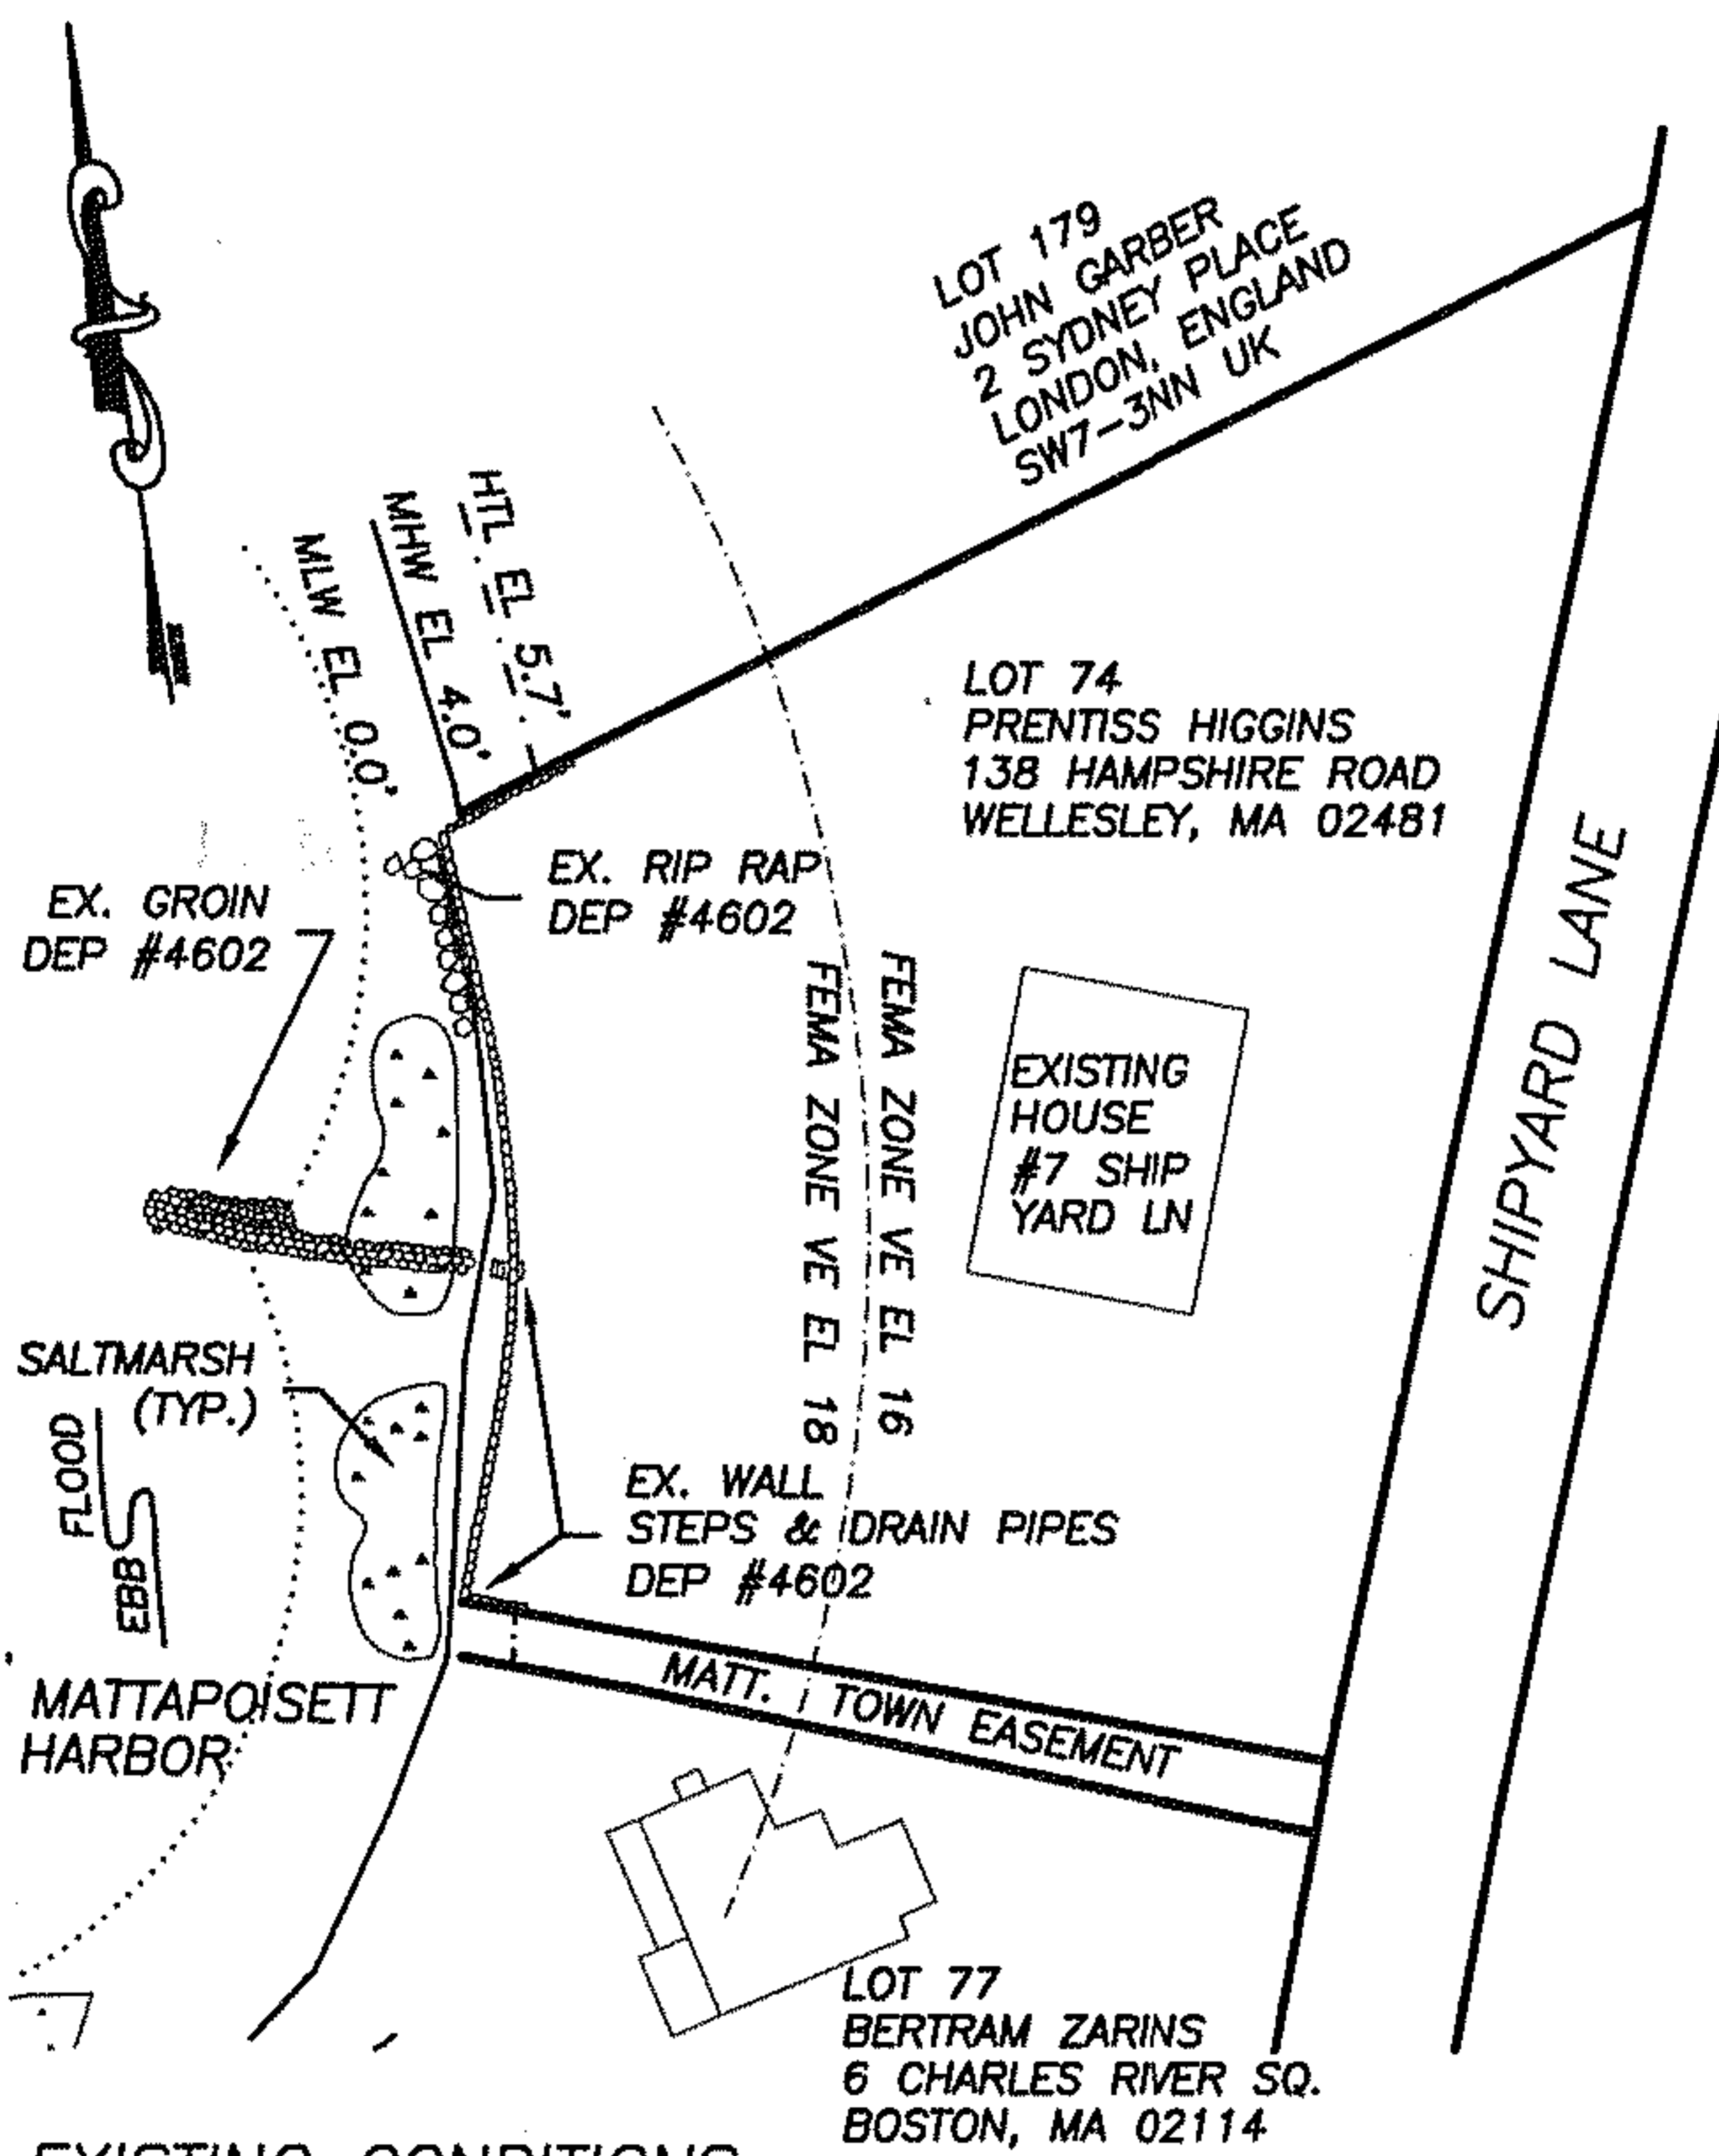 LOT 179
JOHN GARBER
2 SYDNEY PLACE
LONDON, ENGLAND
SW7-3NN UK
HTL EL 5.7'
MHW EL 4.0'
MLW EL 0.0'
LOT 74
PRENTISS HIGGINS
138 HAMPSHIRE ROAD
WELLESLEY, MA 02481
EX. RIP RAP
DEP #4602
EX. GROIN
DEP #4602
FEMA ZONE VE EL 16
FEMA ZONE VE EL 18
EXISTING
HOUSE
#7 SHIP
YARD LN
SHIPYARD LANE
SALTMARSH
(TYP.)
FLOOD
EBB
EX. WALL
STEPS & DRAIN PIPES
DEP #4602
MATTAPOISETT
HARBOR
MATT. TOWN EASEMENT
LOT 77
BERTRAM ZARINS
6 CHARLES RIVER SQ.
BOSTON, MA 02114
EXISTING CONDITIONS